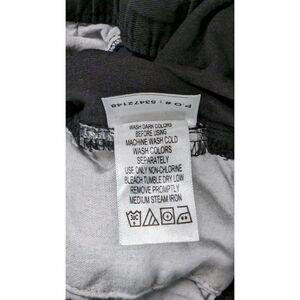 P.O # : 53472148
WASH DARK COLORS
BEFORE USING
MACHINE WASH COLD
WASH COLORS
SEPARATELY
USE ONLY NON-CHLORINE
BLEACH TUMBLE DRY LOW
REMOVE PROMPTLY
MEDIUM STEAM IRON